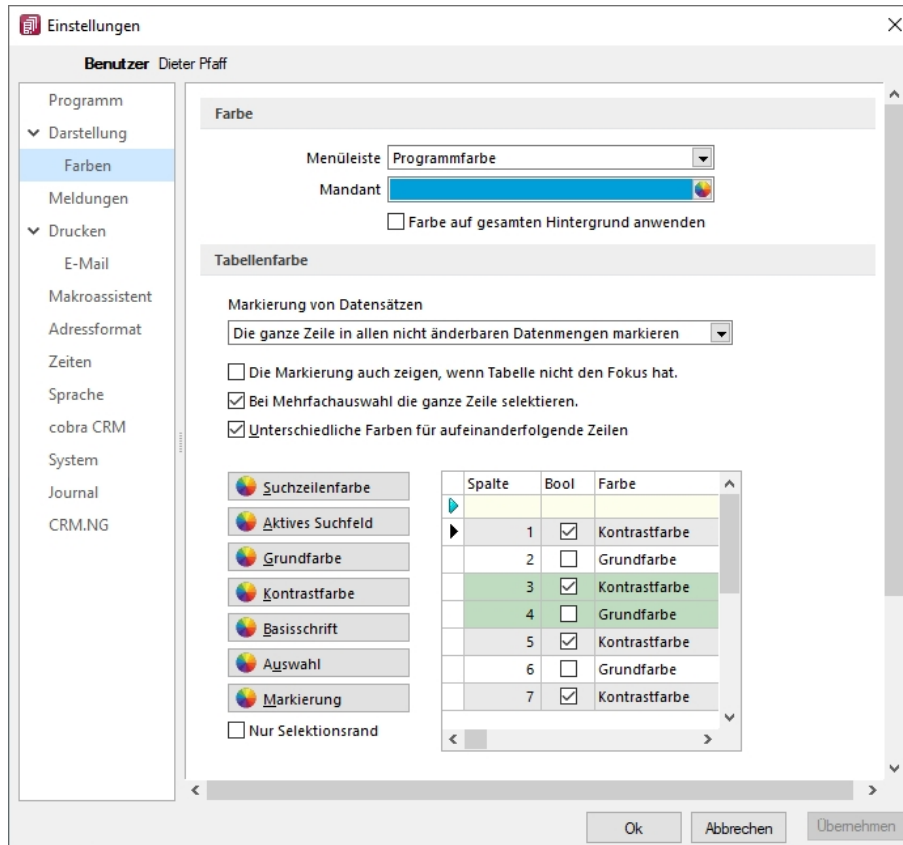 Einstellungen
Benutzer Dieter Pfaff
Programm
Darstellung
Farben
Meldungen
Drucken
E-Mail
Makroassistent
Adressformat
Zeiten
Sprache
cobra CRM
System
Journal
CRM.NG
Farbe
Menüleiste Programmfarbe
Mandant
Farbe auf gesamten Hintergrund anwenden
Tabellenfarbe
Markierung von Datensätzen
Die ganze Zeile in allen nicht änderbaren Datenmengen markieren
Die Markierung auch zeigen, wenn Tabelle nicht den Fokus hat.
Bei Mehrfachauswahl die ganze Zeile selektieren.
Unterschiedliche Farben für aufeinanderfolgende Zeilen
Suchzeilenfarbe
Aktives Suchfeld
Grundfarbe
Kontrastfarbe
Basisschrift
Auswahl
Markierung
Nur Selektionsrand
Spalte Bool Farbe
1 Kontrastfarbe
2 Grundfarbe
3 Kontrastfarbe
4 Grundfarbe
5 Kontrastfarbe
6 Grundfarbe
7 Kontrastfarbe
Ok Abbrechen Übernehmen